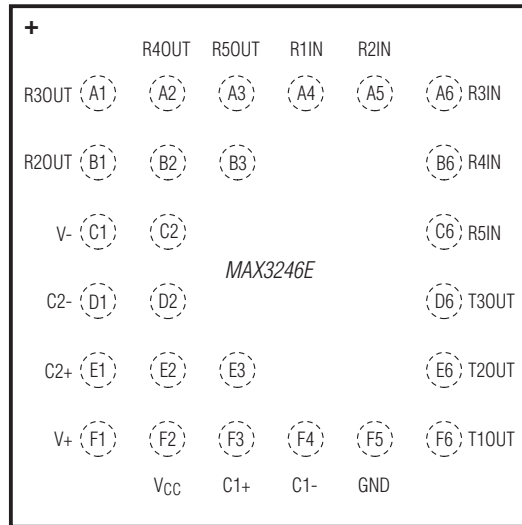 +
R4OUT R5OUT R1IN R2IN
R3OUT A1 A2 A3 A4 A5 A6 R3IN
R2OUT B1 B2 B3 B6 R4IN
V- C1 C2 C6 R5IN
MAX3246E
C2- D1 D2 D6 T3OUT
C2+ E1 E2 E3 E6 T2OUT
V+ F1 F2 F3 F4 F5 F6 T1OUT
VCC C1+ C1- GND